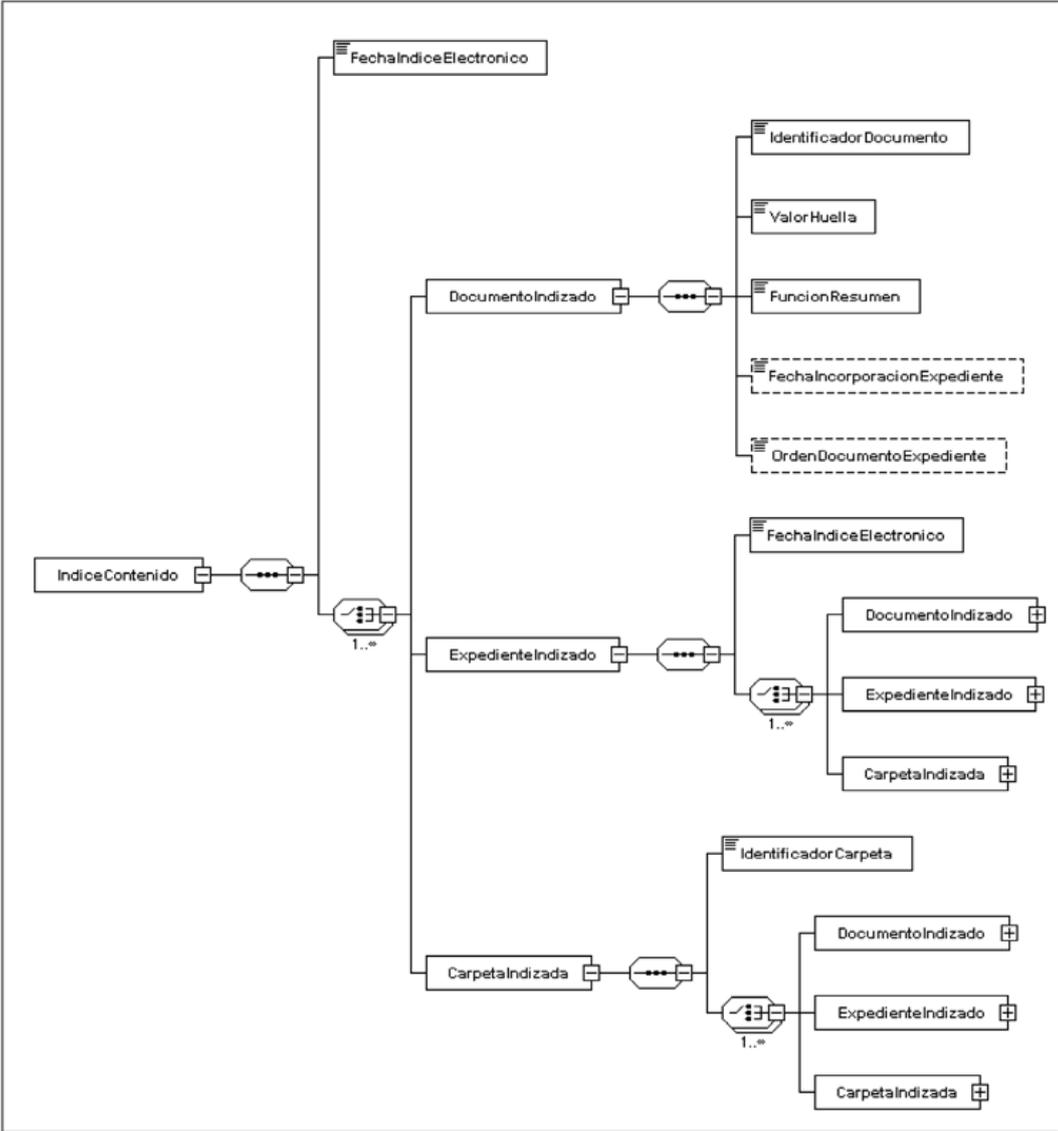 FechaIndiceElectronico
IdentificadorDocumento
ValorHuella
DocumentoIndizado
FuncionResumen
FechaIncorporacionExpediente
OrdenDocumentoExpediente
FechaIndiceElectronico
IndiceContenido
1..∞
DocumentoIndizado
ExpedienteIndizado
ExpedienteIndizado
1..∞
CarpetaIndizada
IdentificadorCarpeta
DocumentoIndizado
CarpetaIndizada
ExpedienteIndizado
1..∞
CarpetaIndizada